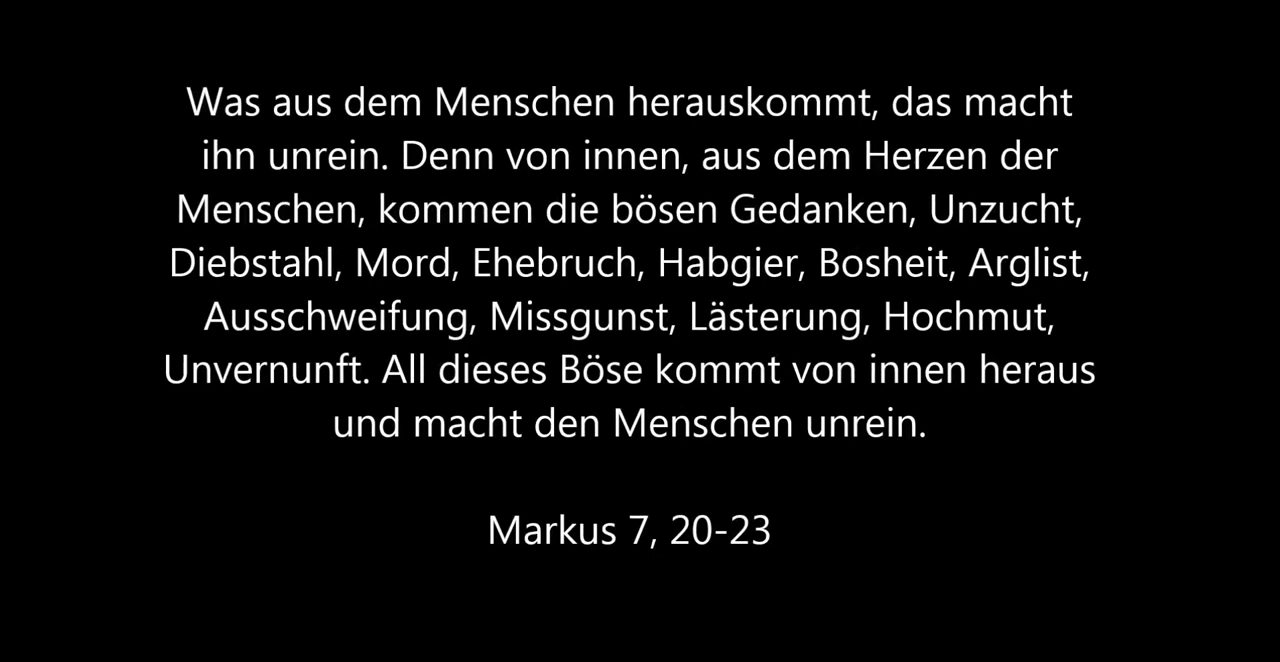 Was aus dem Menschen herauskommt, das macht
ihn unrein. Denn von innen, aus dem Herzen der
Menschen, kommen die bösen Gedanken, Unzucht,
Diebstahl, Mord, Ehebruch, Habgier, Bosheit, Arglist,
Ausschweifung, Missgunst, Lästerung, Hochmut,
Unvernunft. All dieses Böse kommt von innen heraus
und macht den Menschen unrein.
Markus 7, 20-23